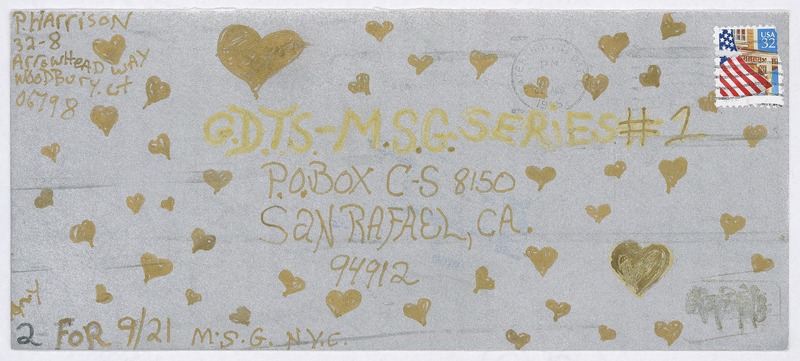 P. HARRISON
32-8
ArrowHEAD WAY
WOODBURY. CT
06798
USA
32
G.D.T.S-M.S.G. SERIES #1
P.O.BOX C-S 8150
SAN RAFAEL, CA.
94912
2 FOR 9/21 M.S.G. N.Y.C.